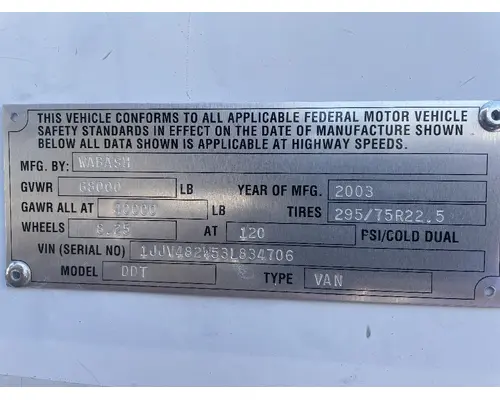 THIS VEHICLE CONFORMS TO ALL APPLICABLE FEDERAL MOTOR VEHICLE
SAFETY STANDARDS IN EFFECT ON THE DATE OF MANUFACTURE SHOWN
BELOW ALL DATA SHOWN IS APPLICABLE AT HIGHWAY SPEEDS.
MFG. BY: WABASH
GVWR 68000 LB YEAR OF MFG. 2003
GAWR ALL AT 20000 LB TIRES 295/75R22.5
WHEELS 8.25 AT 120 PSI/COLD DUAL
VIN (SERIAL NO) 1JJV482W53L834706
MODEL DDT TYPE VAN